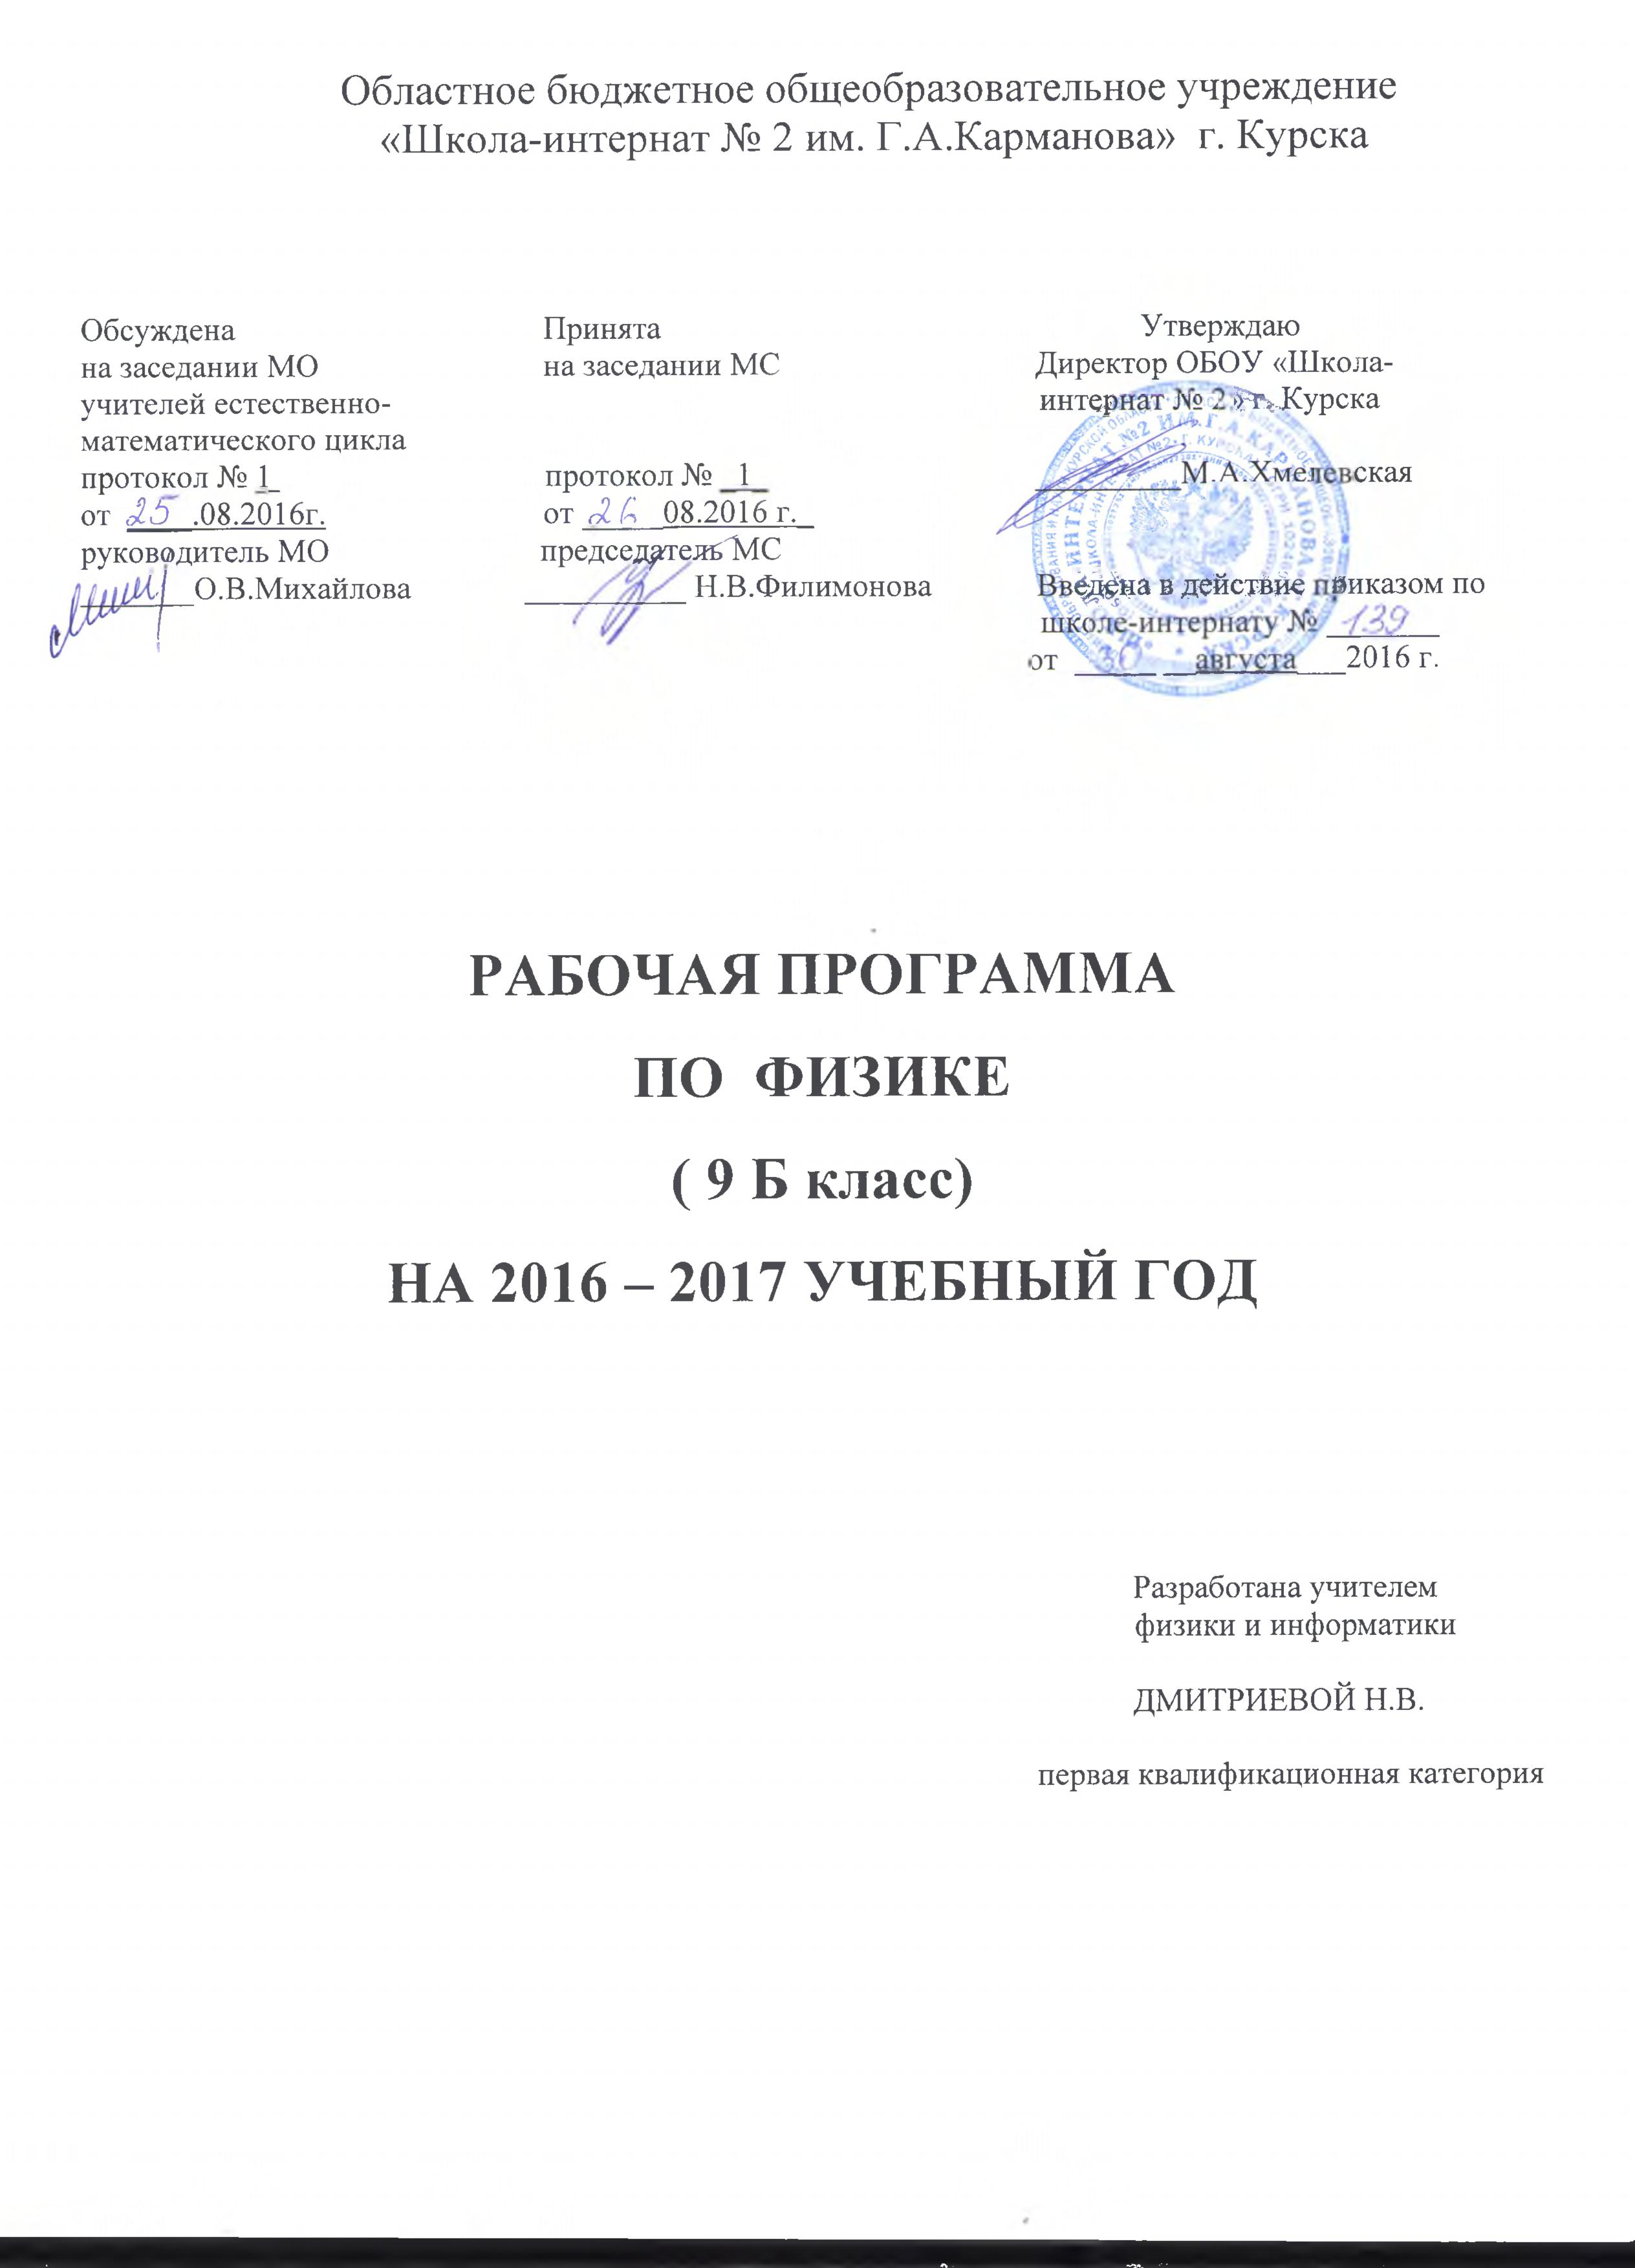 Областное бюджетное общеобразовательное учреждение
«Школа-интернат № 2 им. Г.А.Карманова» г. Курска
Обсуждена
на заседании МО
учителей естественно-
математического цикла
протокол № 1
от 25.08.2016г.
руководитель МО
О.В.Михайлова
Принята
на заседании МС
протокол № 1
от 26 08.2016 г.
председатель МС
Н.В.Филимонова
Утверждаю
Директор ОБОУ «Школа-
интернат № 2» г. Курска
М.А.Хмелевская
Введена в действие приказом по
школе-интернату № 139
от 30 августа 2016 г.
РАБОЧАЯ ПРОГРАММА
ПО ФИЗИКЕ
( 9 Б класс)
НА 2016 – 2017 УЧЕБНЫЙ ГОД
Разработана учителем
физики и информатики
ДМИТРИЕВОЙ Н.В.
первая квалификационная категория